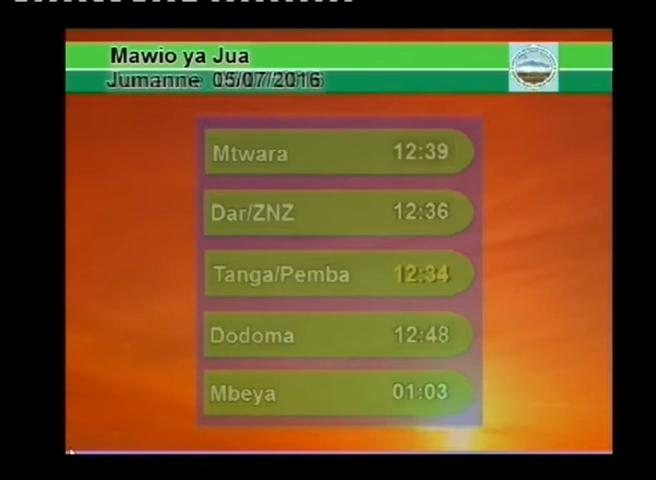 Mawio ya Jua
Jumanne 05/07/2016
Mtwara 12:39
Dar/ZNZ 12:36
Tanga/Pemba 12:34
Dodoma 12:48
Mbeya 01:03